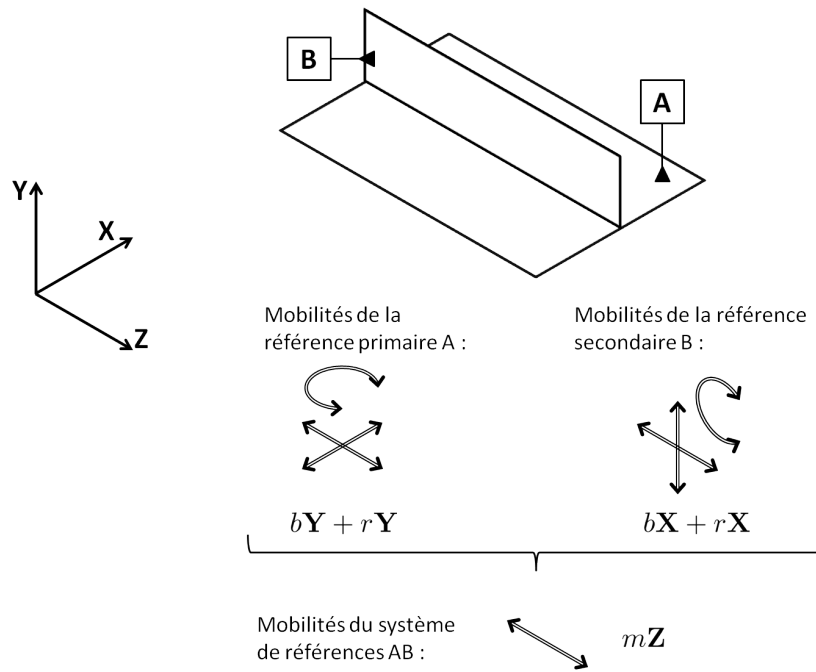 B
A
Y
X
Z
Mobilités de la
référence primaire A :
Mobilités de la référence
secondaire B :
bY + rY
bX + rX
Mobilités du système
de références AB :
mZ